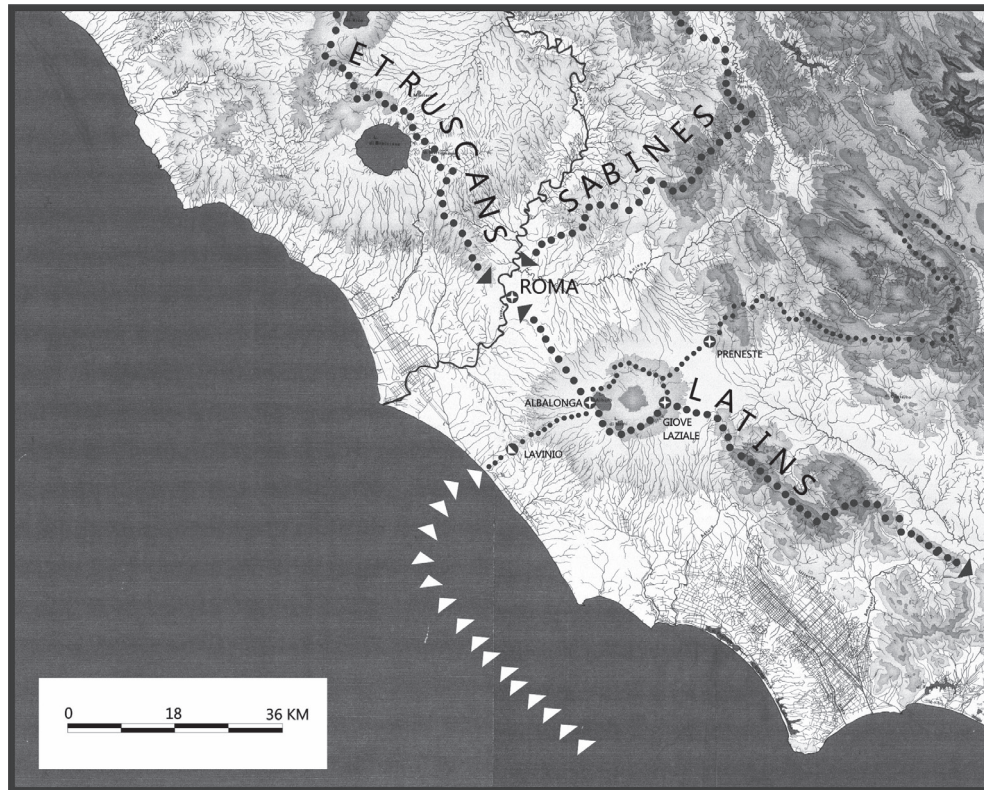 ETRUSCANS
SABINES
ROMA
PRENESTE
LATINS
ALBALONGA
GIOVE
LAZIALE
LAVINIO
0 18 36 KM